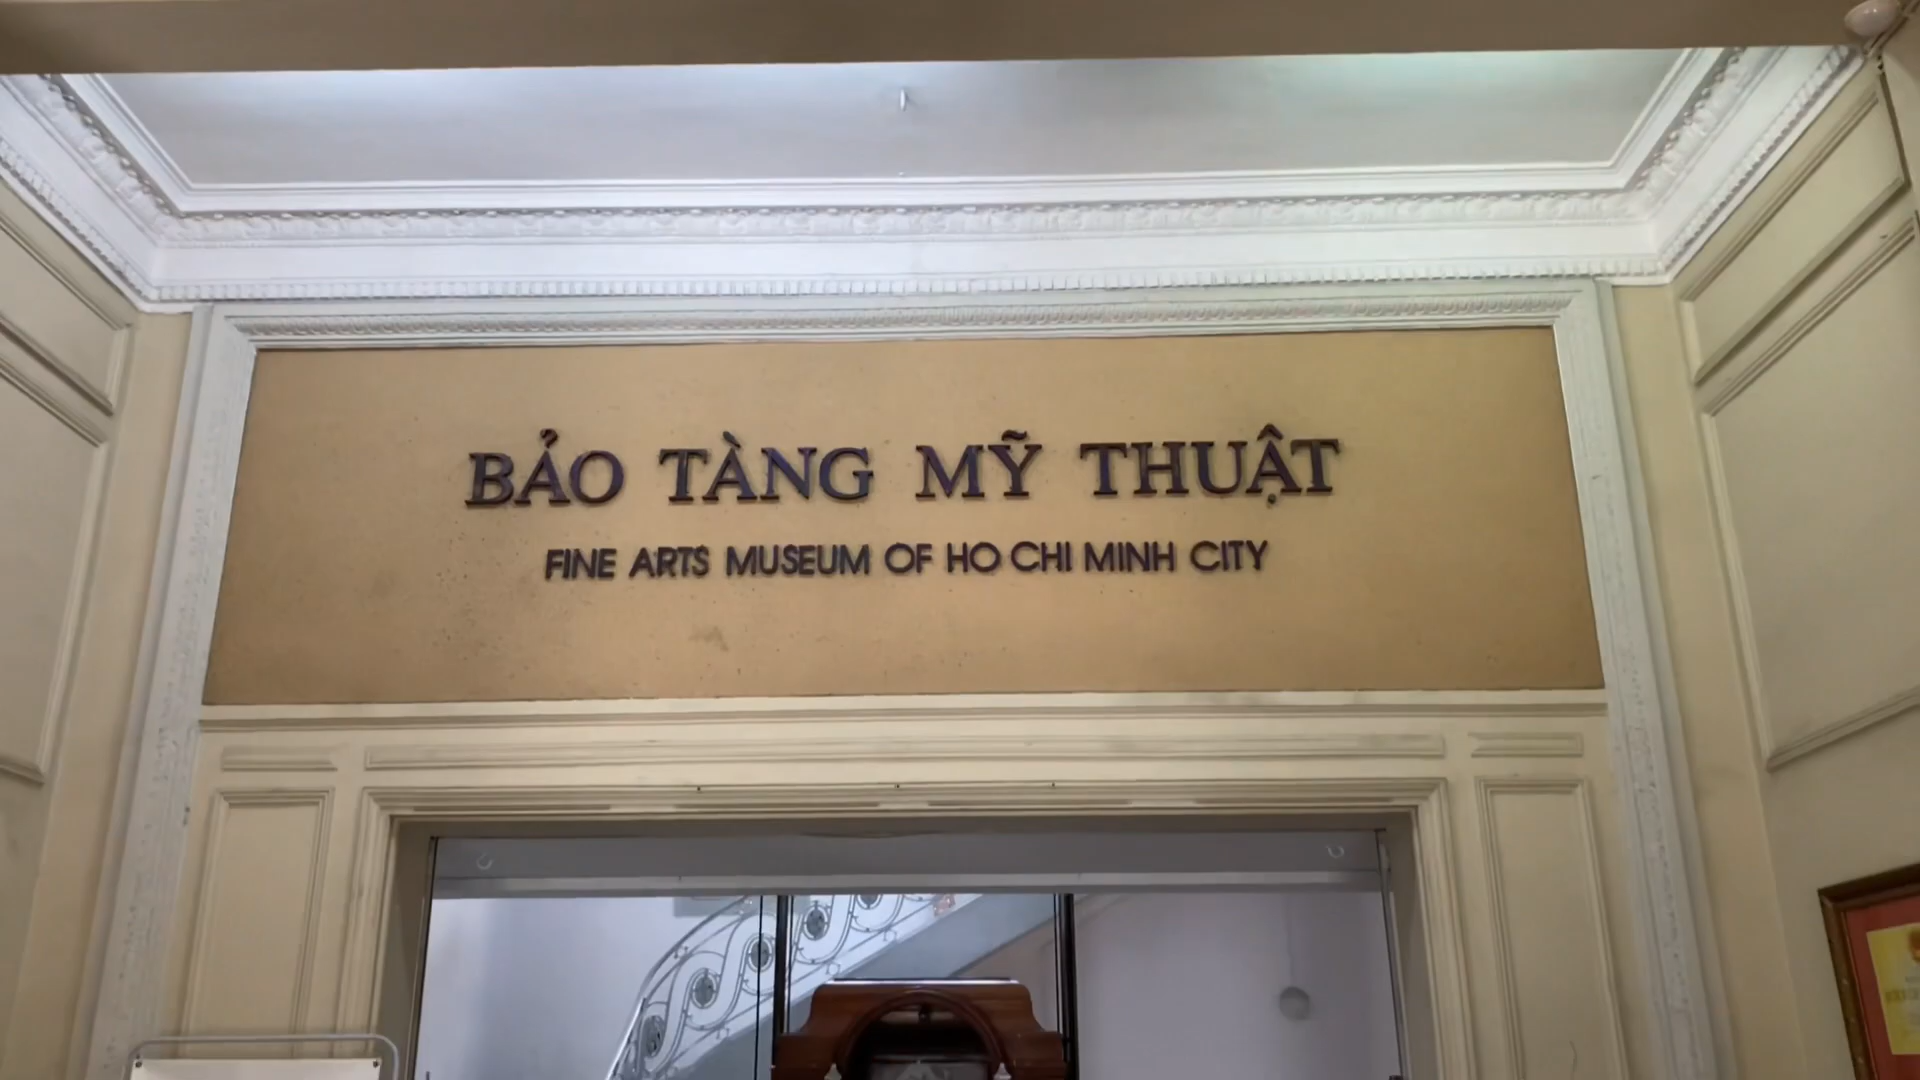 BẢO TÀNG MỸ THUẬT
FINE ARTS MUSEUM OF HO CHI MINH CITY